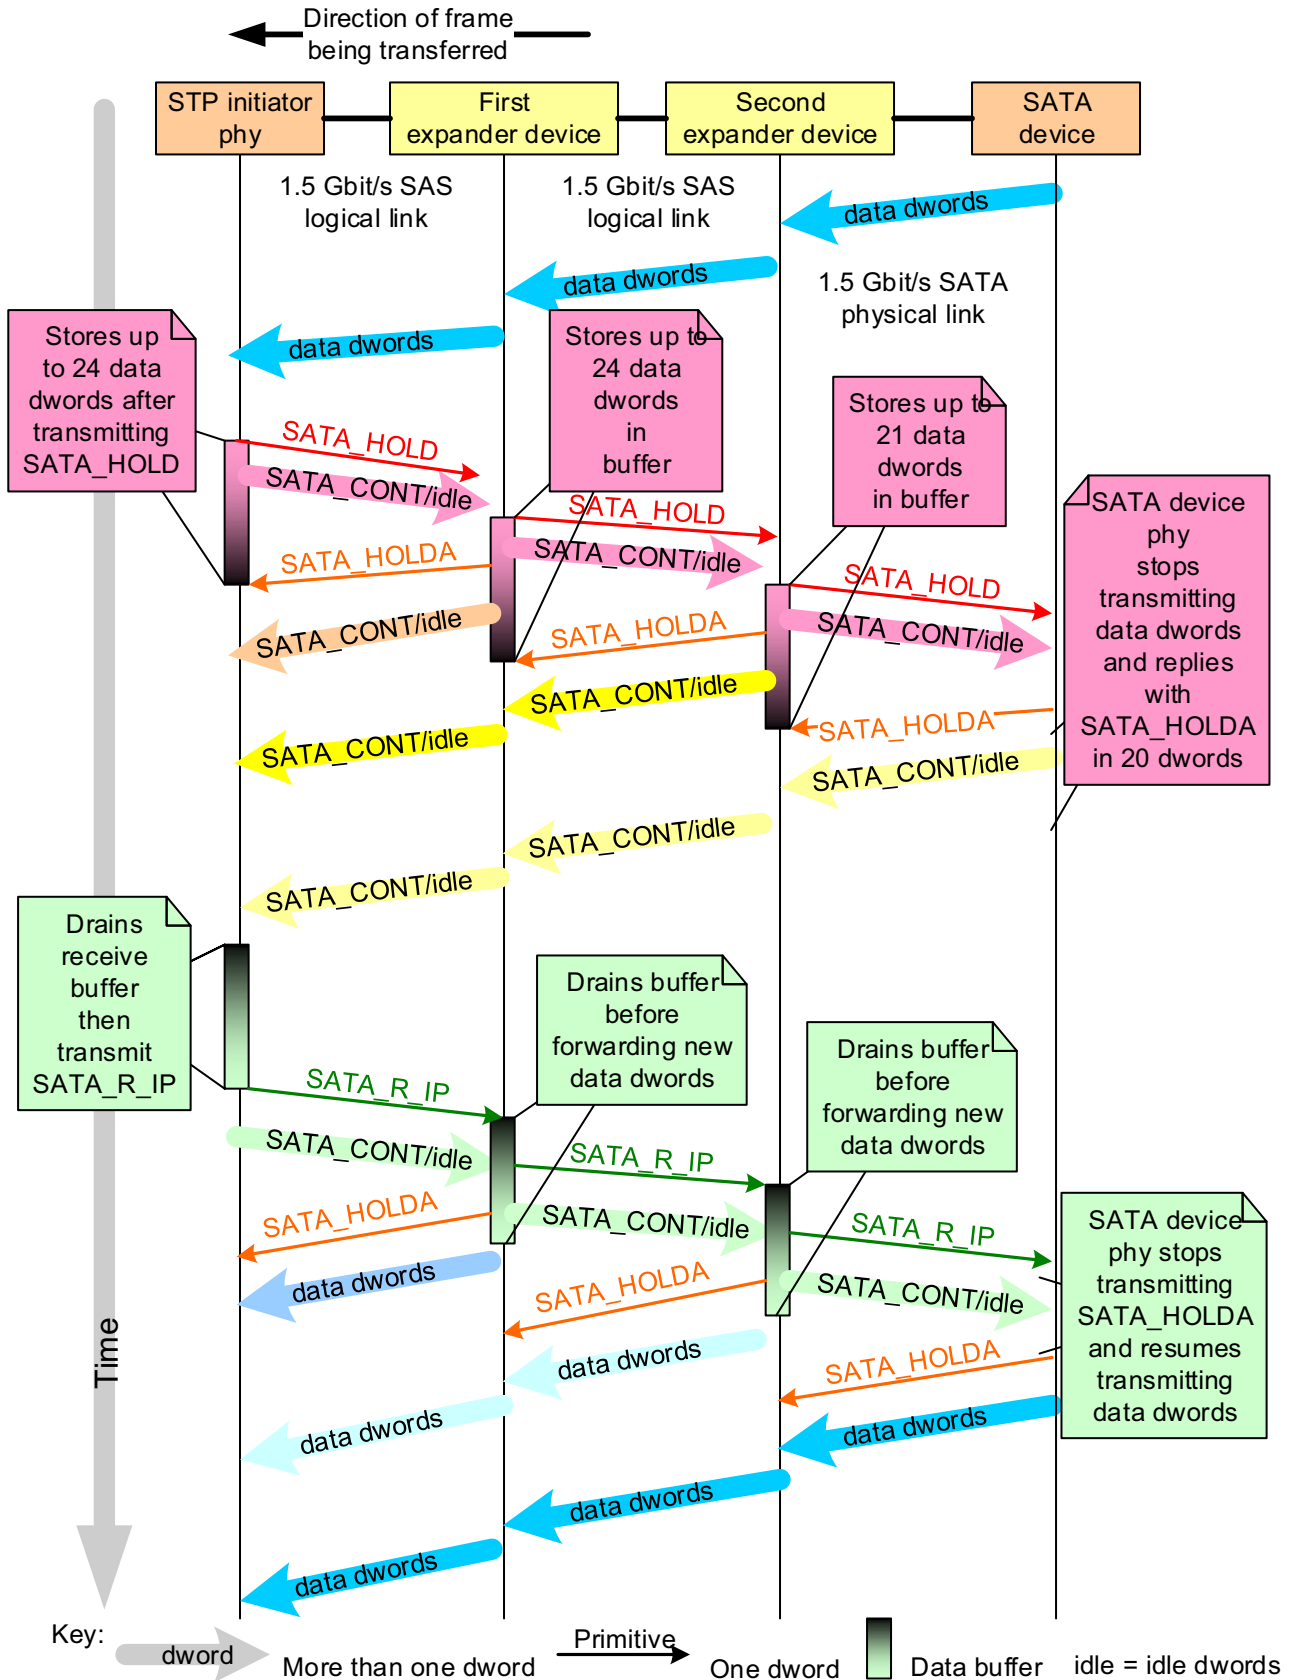 Direction of frame
being transferred
STP initiator
phy
First
expander device
Second
expander device
SATA
device
1.5 Gbit/s SAS
logical link
1.5 Gbit/s SAS
logical link
data dwords
data dwords
1.5 Gbit/s SATA
physical link
data dwords
Stores up
to 24 data
dwords after
transmitting
SATA_HOLD
Stores up to
24 data
dwords
in
buffer
Stores up to
21 data
dwords
in buffer
SATA_HOLD
SATA_CONT/idle
SATA_HOLD
SATA_CONT/idle
SATA_HOLDA
SATA_HOLD
SATA_CONT/idle
SATA_CONT/idle
SATA_HOLDA
SATA device
phy
stops
transmitting
data dwords
and replies
with
SATA_HOLDA
in 20 dwords
SATA_CONT/idle
SATA_HOLDA
SATA_CONT/idle
SATA_CONT/idle
SATA_CONT/idle
SATA_CONT/idle
Drains
receive
buffer
then
transmit
SATA_R_IP
Drains buffer
before
forwarding new
data dwords
Drains buffer
before
forwarding new
data dwords
SATA_R_IP
SATA_CONT/idle
SATA_R_IP
SATA_HOLDA
SATA_CONT/idle
SATA_R_IP
data dwords
SATA_HOLDA
SATA_CONT/idle
SATA device
phy stops
transmitting
SATA_HOLDA
and resumes
transmitting
data dwords
data dwords
SATA_HOLDA
data dwords
data dwords
data dwords
data dwords
Time
Key:
dword
More than one dword
Primitive
One dword
Data buffer
idle = idle dwords